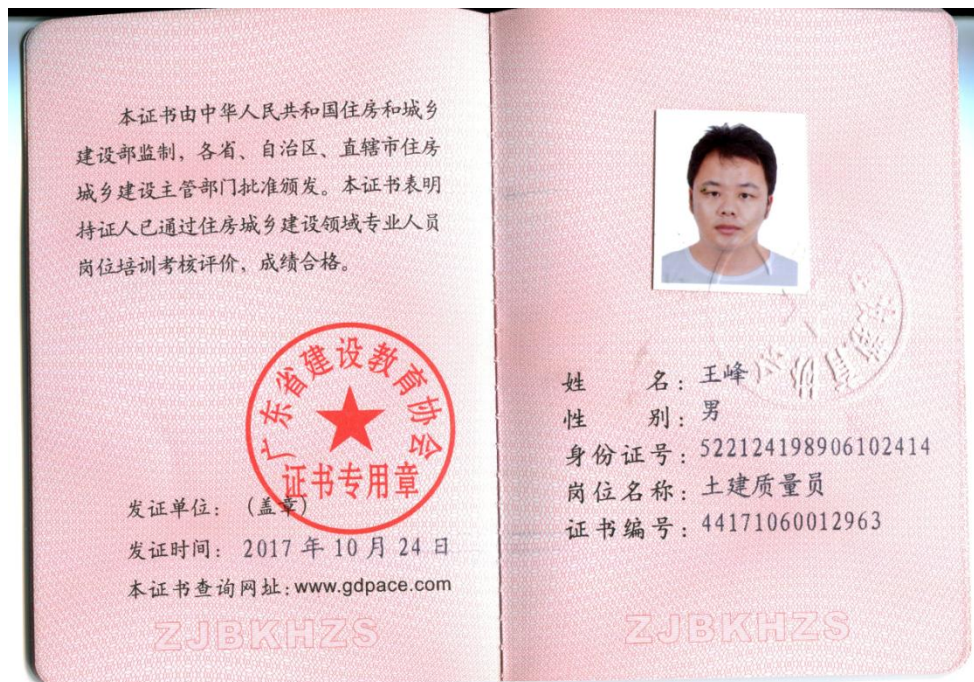 本证书由中华人民共和国住房和城乡
建设部监制，各省、自治区、直辖市住房
城乡建设主管部门批准颁发。本证书表明
持证人已通过住房城乡建设领域专业人员
岗位培训考核评价，成绩合格。
广东省建设教育协会
证书专用章
发证单位：（盖章）
发证时间：2017 年 10 月 24 日
本证书查询网址：www.gdpace.com
ZJBKHZS
姓 名：王峰
性 别：男
身份证号：522124198906102414
岗位名称：土建质量员
证书编号：44171060012963
ZJBKHZS